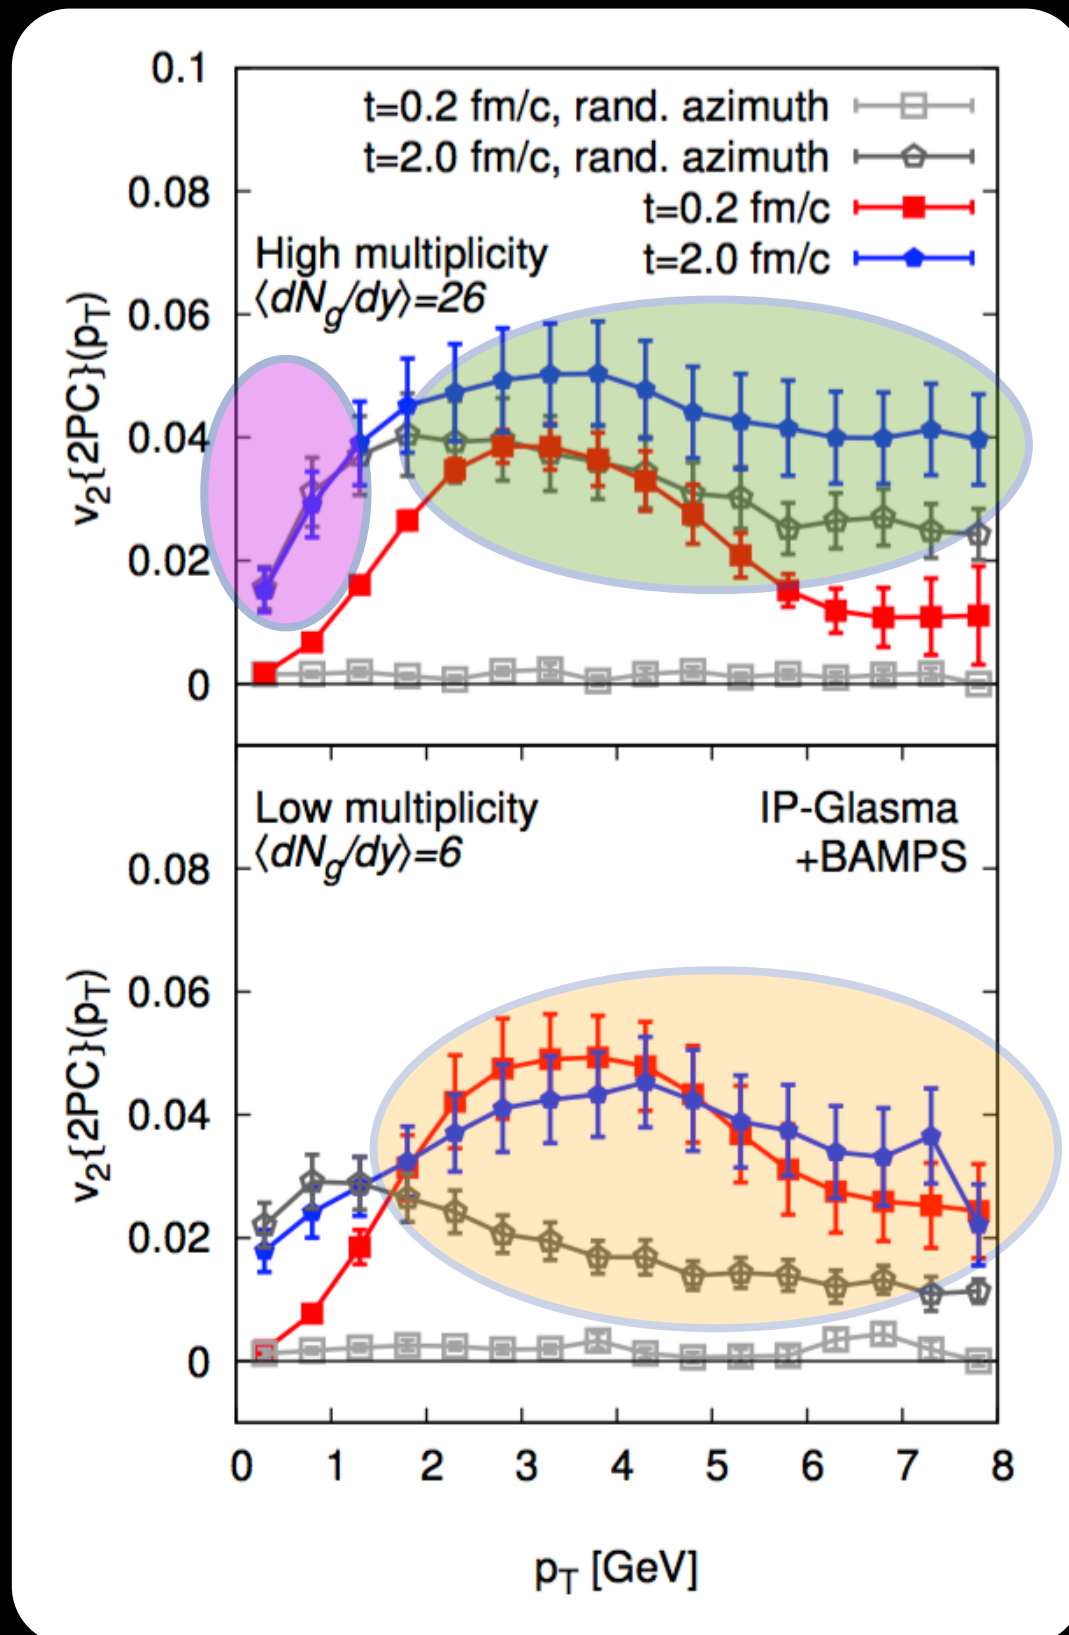 0.1
t=0.2 fm/c, rand. azimuth
t=2.0 fm/c, rand. azimuth
t=0.2 fm/c
t=2.0 fm/c
0.08
High multiplicity
⟨dN_g/dy⟩=26
0.06
v₂{2PC}(p_T)
0.04
0.02
0
Low multiplicity
⟨dN_g/dy⟩=6
IP-Glasma
+BAMPS
0.08
0.06
v₂{2PC}(p_T)
0.04
0.02
0
0 1 2 3 4 5 6 7 8
p_T [GeV]